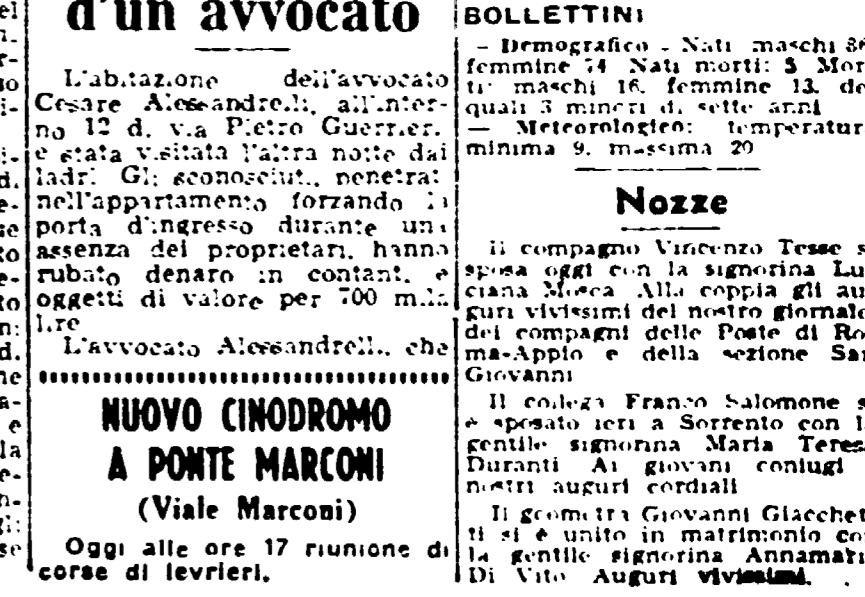 d'un avvocato
L'abitazione dell'avvocato
Cesare Alessandrelli, all'inter-
no 12 di via Pietro Guerrier.
è stata visitata l'altra notte dai
ladri Gli sconosciuti, penetrati
nell'appartamento forzando la
porta d'ingresso durante una
assenza dei proprietari, hanno
rubato denaro in contanti e
oggetti di valore per 700 mila
lire
L'avvocato Alessandrelli, che
NUOVO CINODROMO
A PONTE MARCONI
(Viale Marconi)
Oggi alle ore 17 riunione di
corse di levrieri.
BOLLETTINI
— Demografico - Nati maschi
femmine 74 Nati morti: 5 Mor
ti: maschi 16, femmine 13, de
quali 3 minori di sette anni
— Meteorologico: temperatur
minima 9, massima 20
Nozze
Il compagno Vincenzo Tesse s
sposa oggi con la signorina Lu
ciana Mosca Alla coppia gli au
guri vivissimi del nostro giornale
dei compagni delle Poste di Ro
ma-Appio e della sezione San
Giovanni
Il collega Franco Salomone s
è sposato ieri a Sorrento con l
gentile signorina Maria Teres
Duranti Ai giovani coniugi
nostri auguri cordiali
Il geometra Giovanni Giacchet
ti si è unito in matrimonio co
la gentile signorina Annamari
Di Vito Auguri vivissimi.